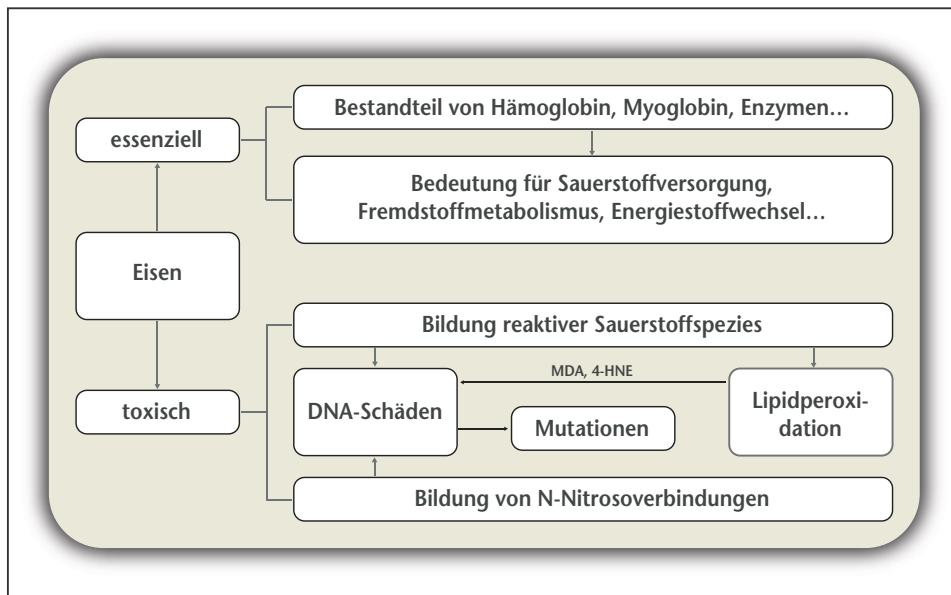 Bestandteil von Hämoglobin, Myoglobin, Enzymen…
essenziell
Bedeutung für Sauerstoffversorgung,
Fremdstoffmetabolismus, Energiestoffwechsel…
Eisen
Bildung reaktiver Sauerstoffspezies
toxisch
DNA-Schäden
MDA, 4-HNE
Mutationen
Lipidperoxi-
dation
Bildung von N-Nitrosoverbindungen